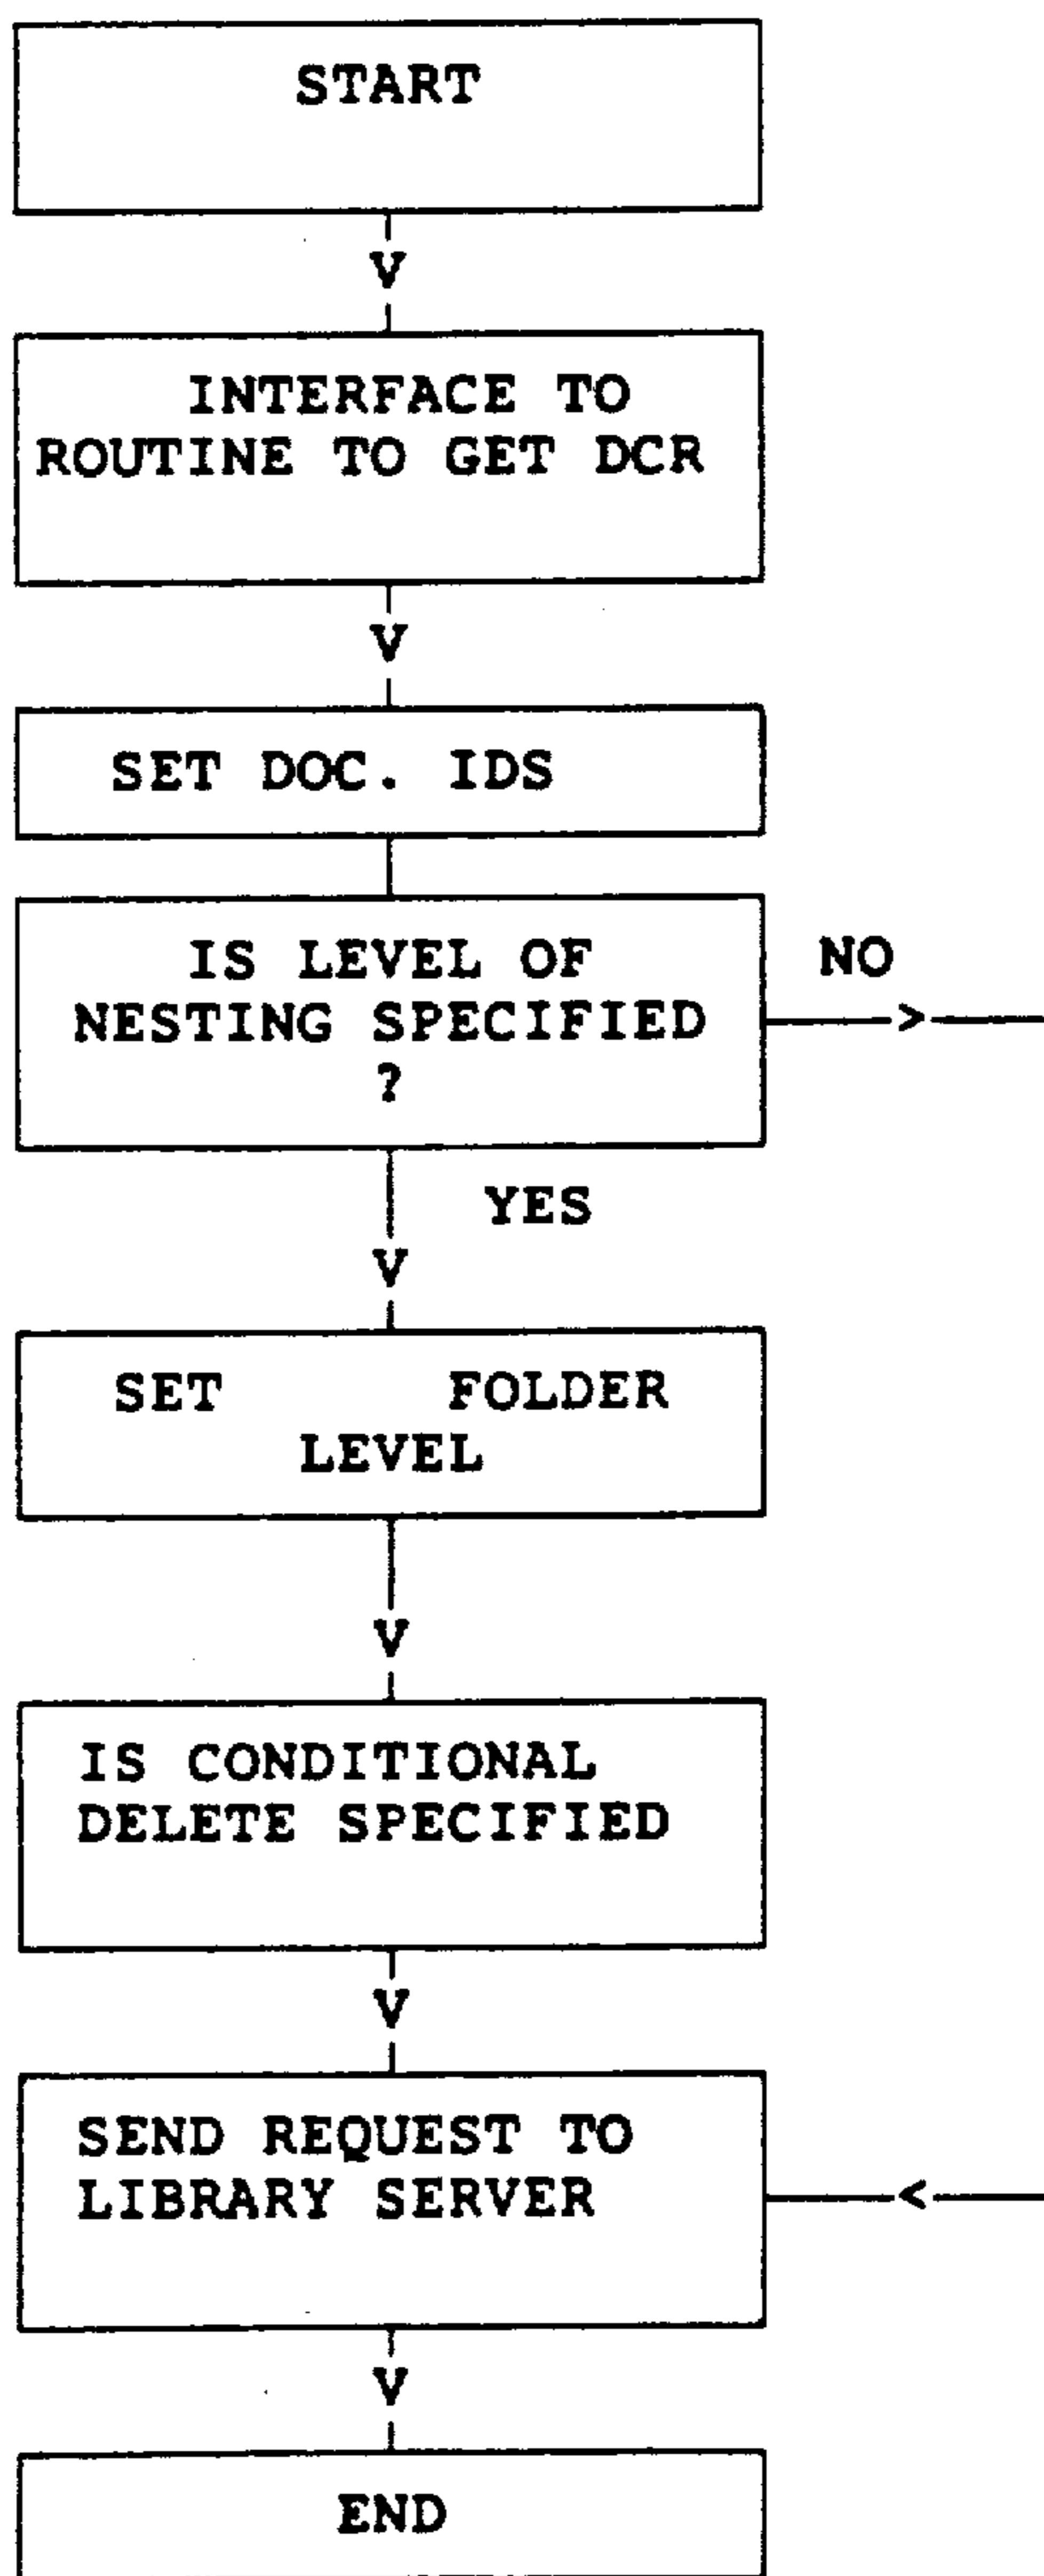 START
V
INTERFACE TO
ROUTINE TO GET DCR
V
SET DOC. IDS
IS LEVEL OF
NESTING SPECIFIED
?
NO
>
YES
V
SET FOLDER
LEVEL
V
IS CONDITIONAL
DELETE SPECIFIED
V
SEND REQUEST TO
LIBRARY SERVER
<
V
END